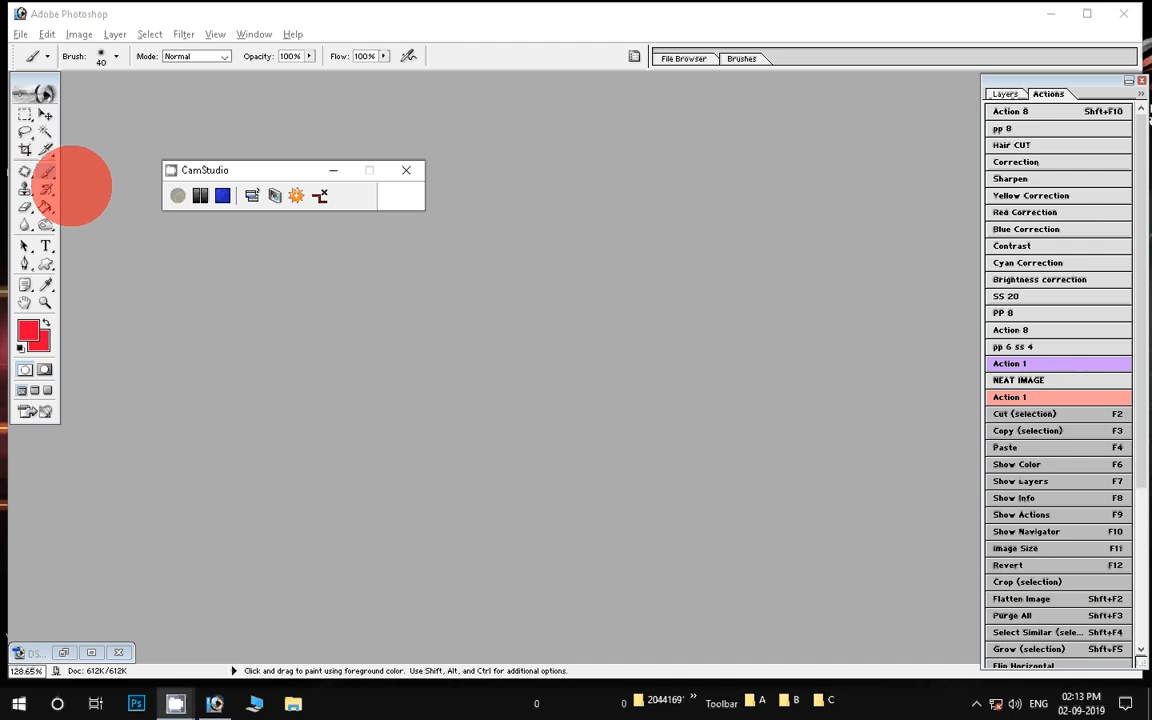 Adobe Photoshop
File Edit Image Layer Select Filter View Window Help
Brush: 40 Mode: Normal Opacity: 100% Flow: 100% File Browser Brushes
CamStudio
Layers Actions
Action 8 Shft+F10
pp 8
Hair CUT
Correction
Sharpen
Yellow Correction
Red Correction
Blue Correction
Contrast
Cyan Correction
Brightness correction
SS 20
PP 8
Action 8
pp 6 ss 4
Action 1
NEAT IMAGE
Action 1
Cut (selection) F2
Copy (selection) F3
Paste F4
Show Color F6
Show Layers F7
Show Info F8
Show Actions F9
Show Navigator F10
Image Size F11
Revert F12
Crop (selection)
Flatten Image Shft+F2
Purge All Shft+F3
Select Similar (sele... Shft+F4
Grow (selection) Shft+F5
Flip Horizontal
DS...
128.65% Doc: 612K/612K Click and drag to paint using foreground color. Use Shift, Alt, and Ctrl for additional options.
Ps 0 0 2044169 » Toolbar A B C ENG 02:13 PM
02-09-2019